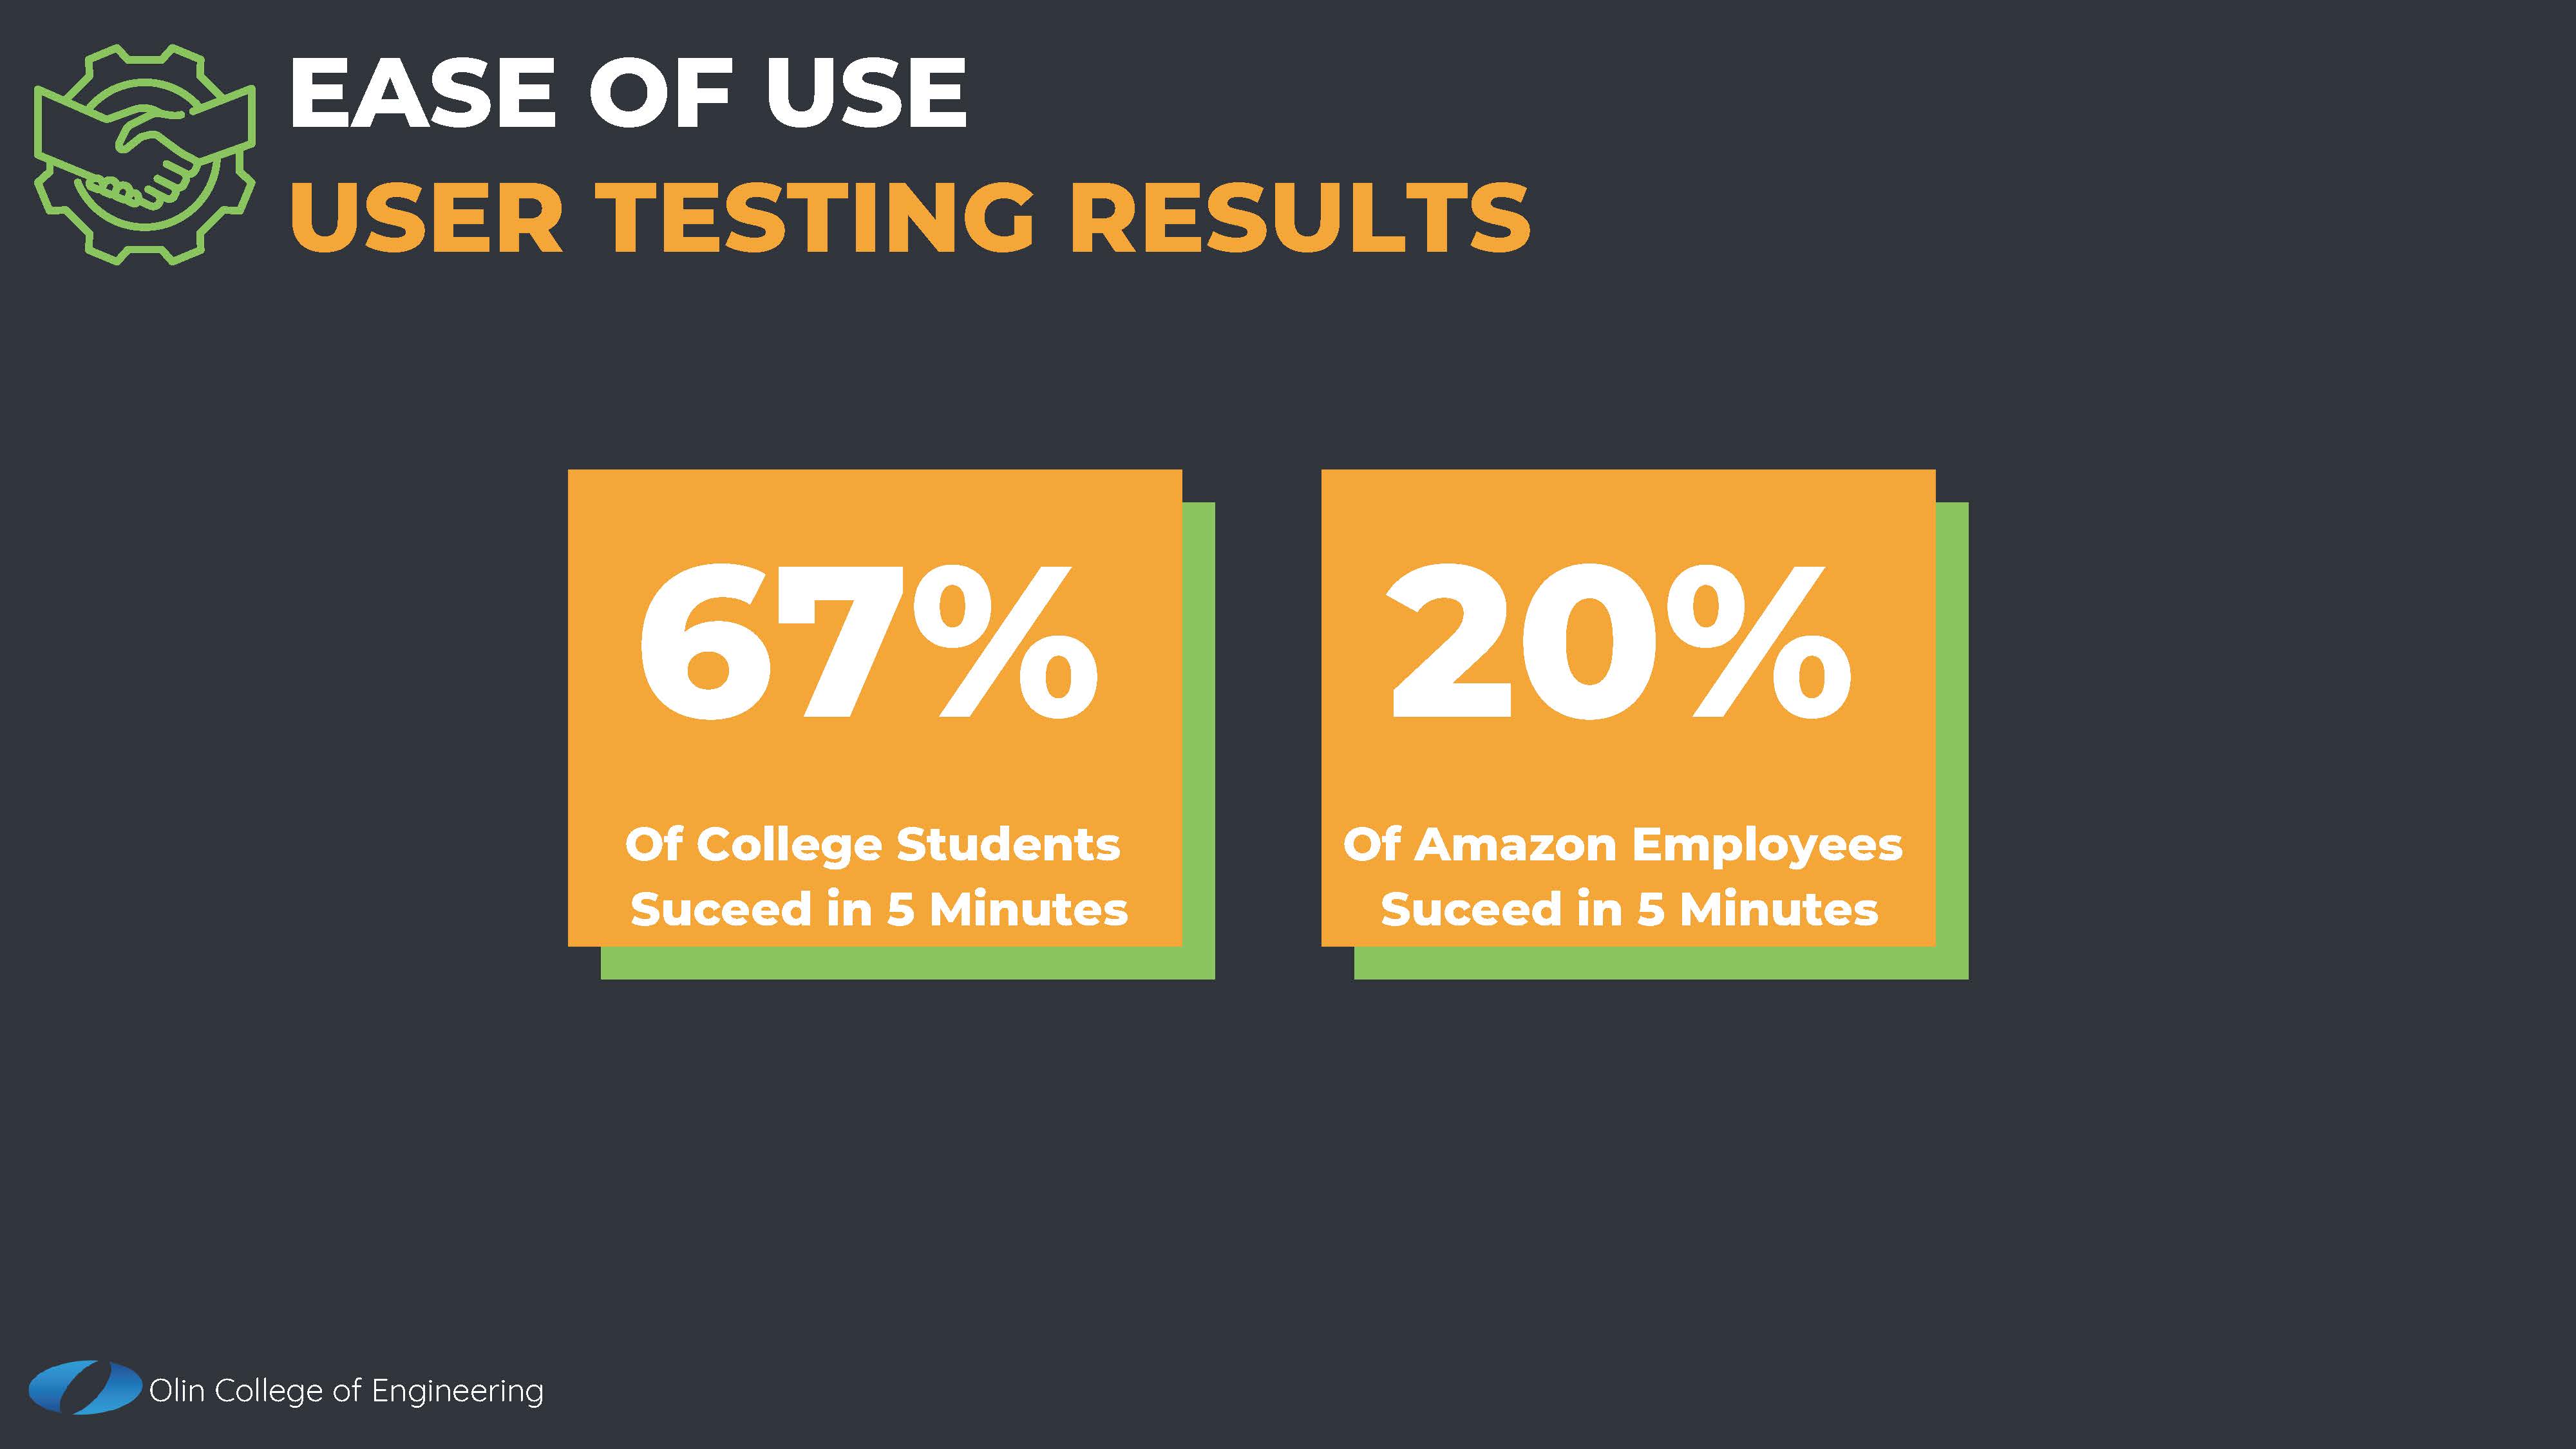 EASE OF USE
USER TESTING RESULTS
67%
Of College Students
Suceed in 5 Minutes
20%
Of Amazon Employees
Suceed in 5 Minutes
Olin College of Engineering